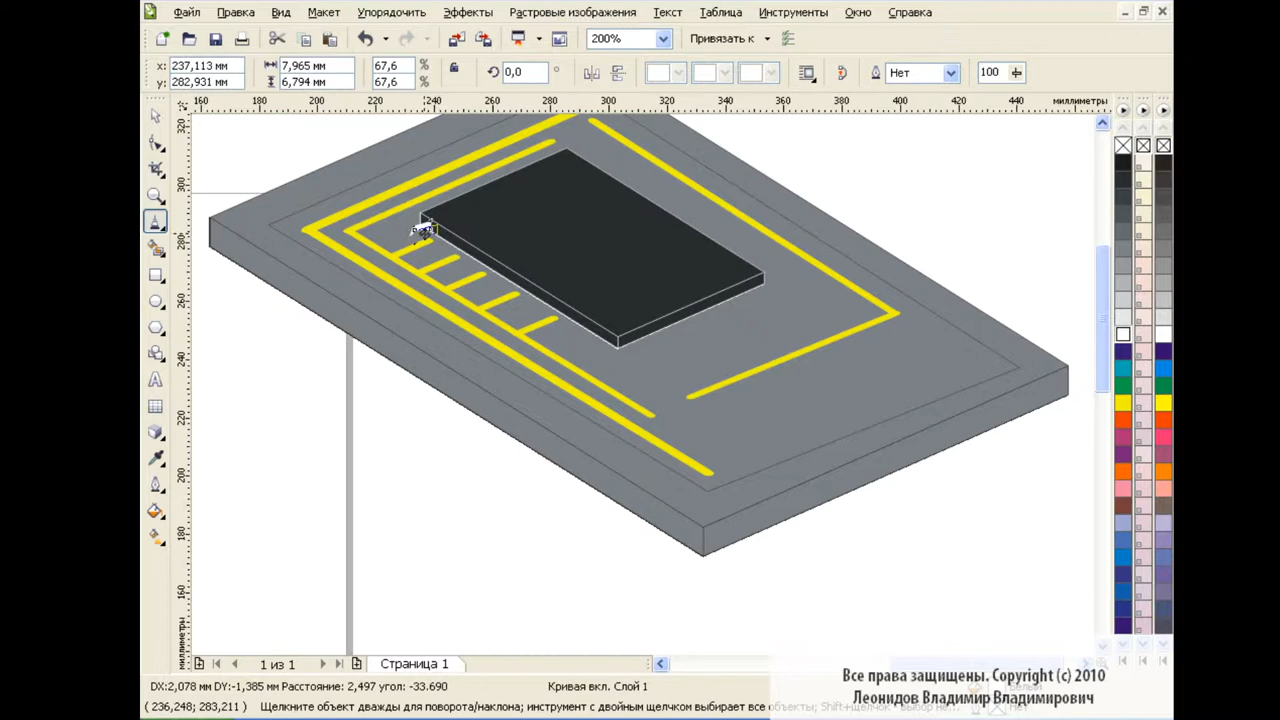 Файл Правка Вид Макет Упорядочить Эффекты Растровые изображения Текст Таблица Инструменты Окно Справка
200% Привязать к
x: 237,113 мм 7,965 мм 67,6 % 0,0 ° Нет 100
y: 282,931 мм 6,794 мм 67,6 %
160 180 200 220 240 260 280 300 320 340 360 380 400 420 440 миллиметры
320
300
280
260
240
220
200
180
160
миллиметры
1 из 1 Страница 1
DX:2,078 мм DY:-1,385 мм Расстояние: 2,497 угол: -33.690 Кривая вкл. Слой 1
( 236,248; 283,211 ) Щелкните объект дважды для поворота/наклона; инструмент с двойным щелчком выбирает все объекты; Shift+щелчок
Все права защищены. Copyright (c) 2010
Леонидов Владимир Владимирович